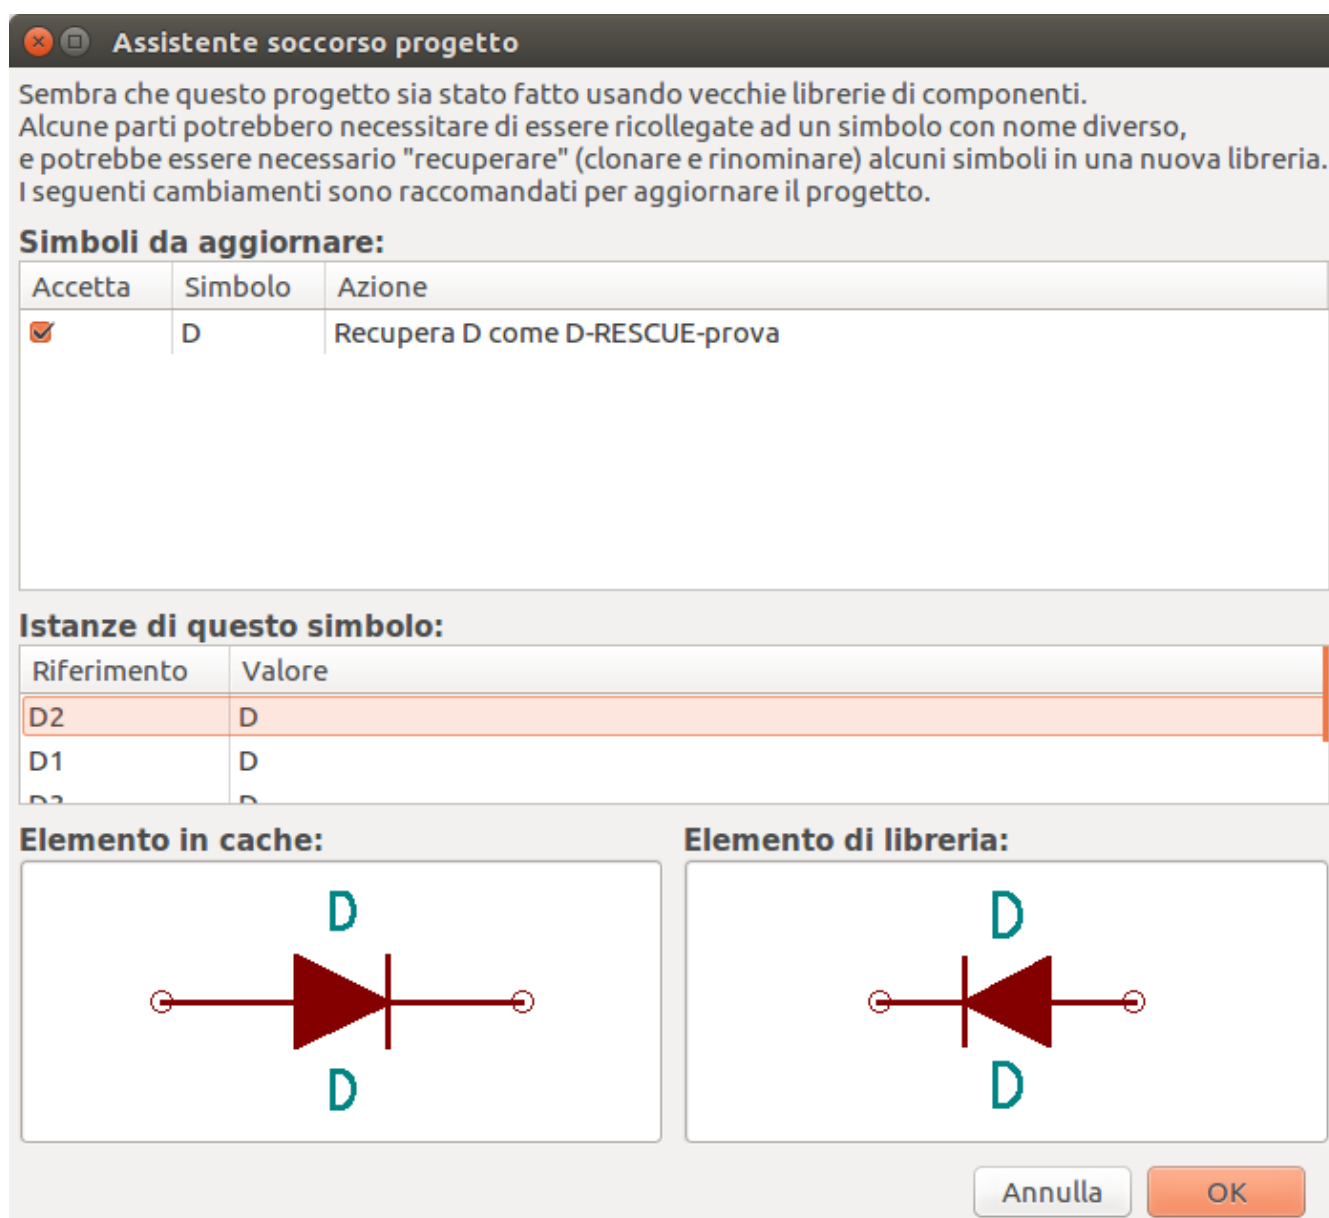 Assistente soccorso progetto
Sembra che questo progetto sia stato fatto usando vecchie librerie di componenti.
Alcune parti potrebbero necessitare di essere ricollegate ad un simbolo con nome diverso,
e potrebbe essere necessario "recuperare" (clonare e rinominare) alcuni simboli in una nuova libreria.
I seguenti cambiamenti sono raccomandati per aggiornare il progetto.
Simboli da aggiornare:
Accetta Simbolo Azione
D Recupera D come D-RESCUE-prova
Istanze di questo simbolo:
Riferimento Valore
D2 D
D1 D
Elemento in cache: Elemento di libreria:
D D
D D
Annulla OK